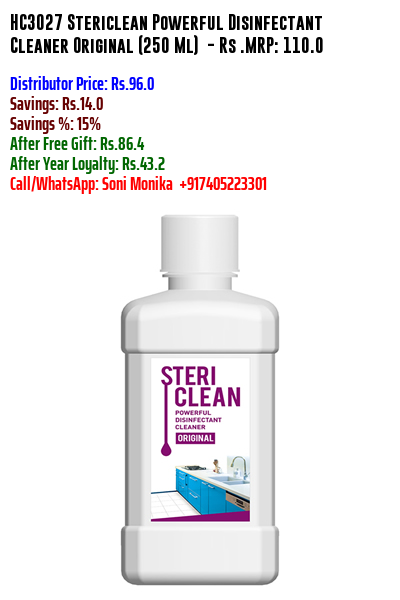 HC3027 Stericlean Powerful Disinfectant
Cleaner Original (250 Ml) - Rs .MRP: 110.0
Distributor Price: Rs.96.0
Savings: Rs.14.0
Savings %: 15%
After Free Gift: Rs.86.4
After Year Loyalty: Rs.43.2
Call/WhatsApp: Soni Monika +917405223301
STERI
CLEAN
POWERFUL
DISINFECTANT
CLEANER
ORIGINAL